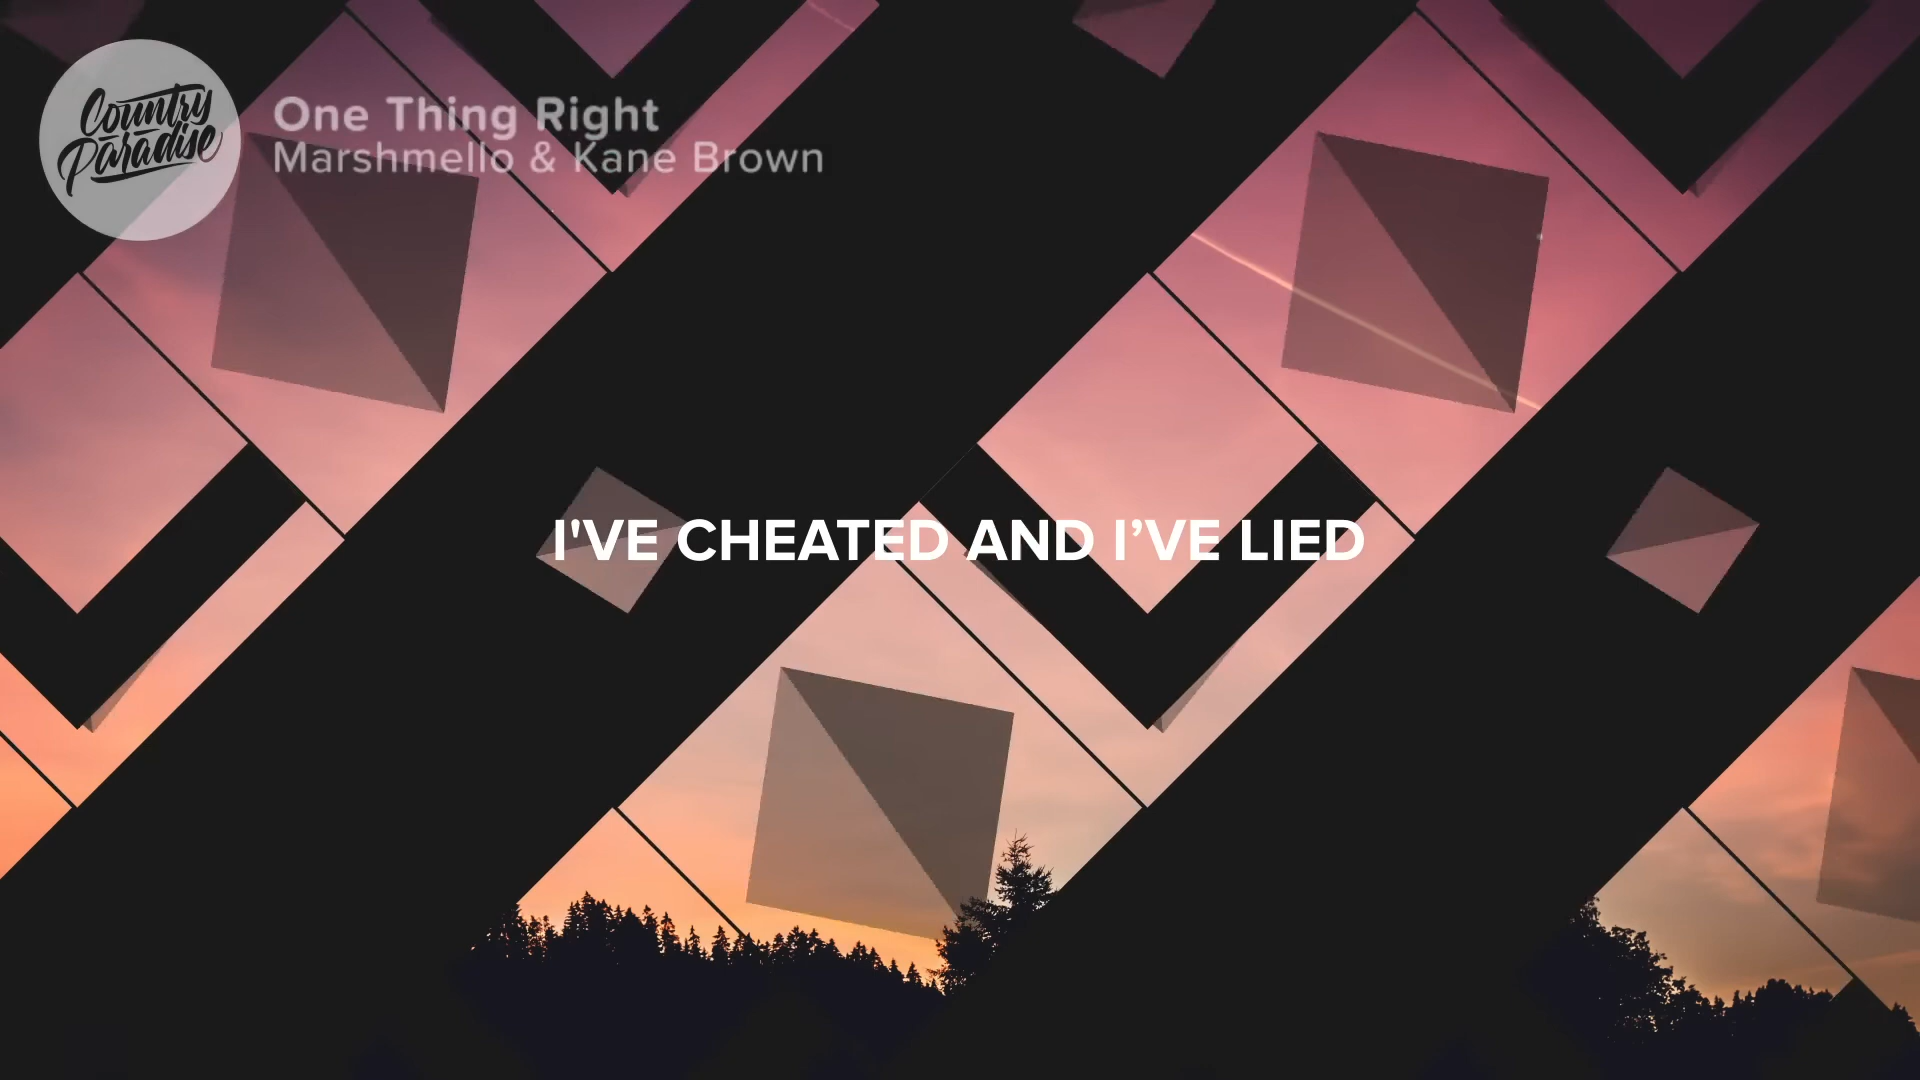 Country
Paradise
One Thing Right
Marshmello & Kane Brown
I'VE CHEATED AND I’VE LIED